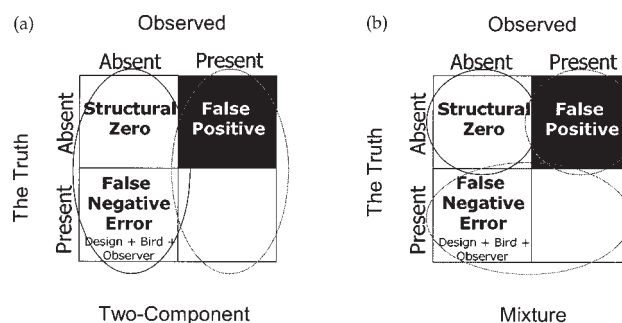 (a)
Observed
Absent Present
The Truth
Absent
Present
Structural
Zero
False
Positive
False
Negative
Error
Design + Bird +
Observer
Two-Component
(b)
Observed
Absent Present
The Truth
Absent
Present
Structural
Zero
False
Positive
False
Negative
Error
Design + Bird +
Observer
Mixture